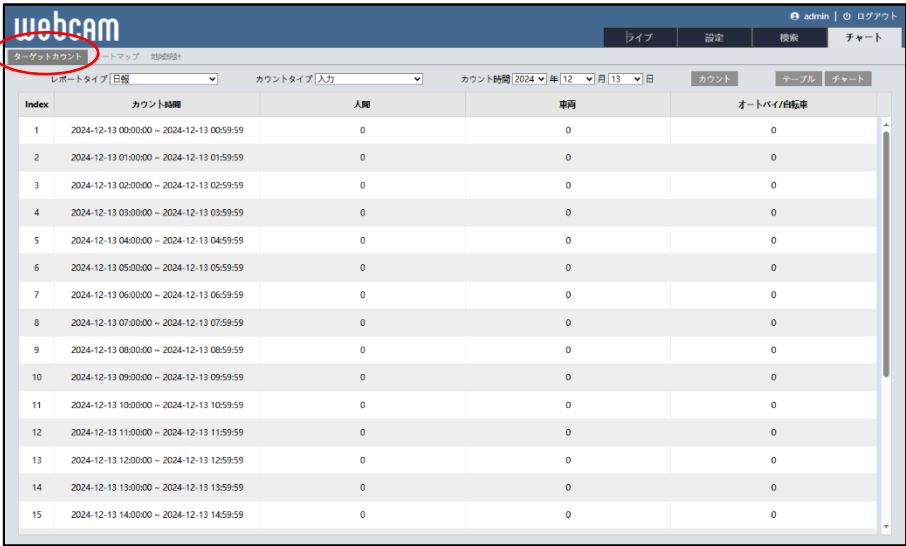 webcam
admin | ログアウト
ライブ 設定 検索 チャート
ターゲットカウント ートマップ 地域統計
レポートタイプ 日報 カウントタイプ 入力 カウント時間 2024 年 12 月 13 日 カウント テーブル チャート
Index カウント時間 人間 車両 オートバイ/自転車
1 2024-12-13 00:00:00 ~ 2024-12-13 00:59:59 0 0 0
2 2024-12-13 01:00:00 ~ 2024-12-13 01:59:59 0 0 0
3 2024-12-13 02:00:00 ~ 2024-12-13 02:59:59 0 0 0
4 2024-12-13 03:00:00 ~ 2024-12-13 03:59:59 0 0 0
5 2024-12-13 04:00:00 ~ 2024-12-13 04:59:59 0 0 0
6 2024-12-13 05:00:00 ~ 2024-12-13 05:59:59 0 0 0
7 2024-12-13 06:00:00 ~ 2024-12-13 06:59:59 0 0 0
8 2024-12-13 07:00:00 ~ 2024-12-13 07:59:59 0 0 0
9 2024-12-13 08:00:00 ~ 2024-12-13 08:59:59 0 0 0
10 2024-12-13 09:00:00 ~ 2024-12-13 09:59:59 0 0 0
11 2024-12-13 10:00:00 ~ 2024-12-13 10:59:59 0 0 0
12 2024-12-13 11:00:00 ~ 2024-12-13 11:59:59 0 0 0
13 2024-12-13 12:00:00 ~ 2024-12-13 12:59:59 0 0 0
14 2024-12-13 13:00:00 ~ 2024-12-13 13:59:59 0 0 0
15 2024-12-13 14:00:00 ~ 2024-12-13 14:59:59 0 0 0